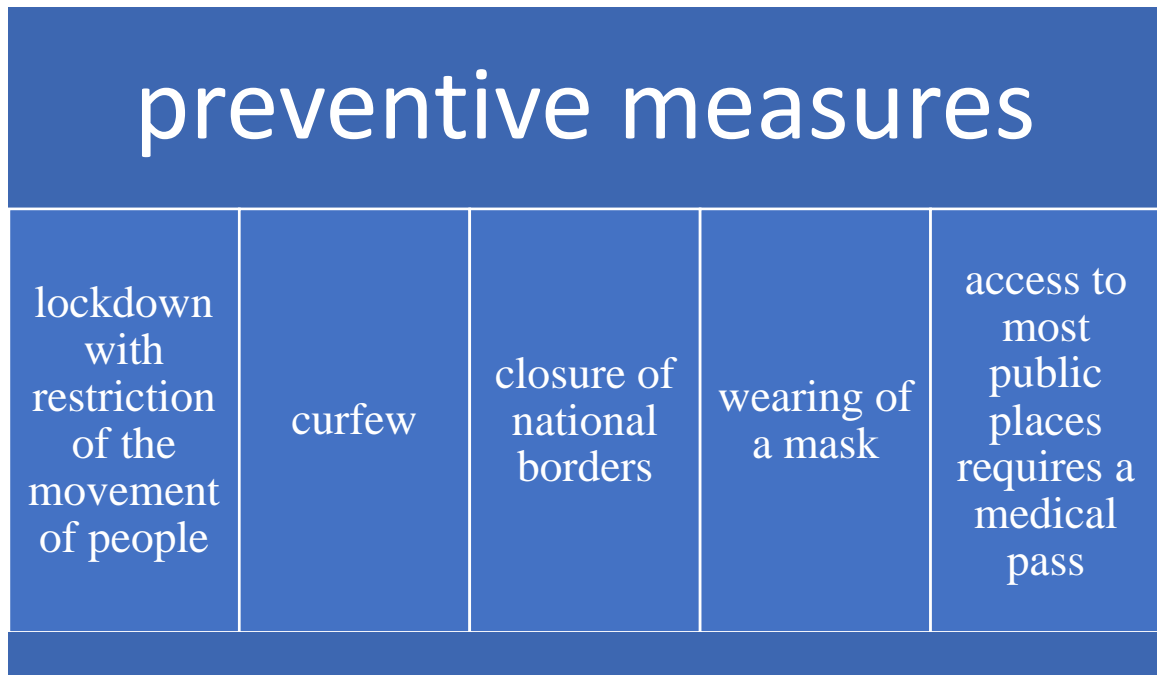 preventive measures
lockdown
with
restriction
of the
movement
of people
curfew
closure of
national
borders
wearing of
a mask
access to
most
public
places
requires a
medical
pass